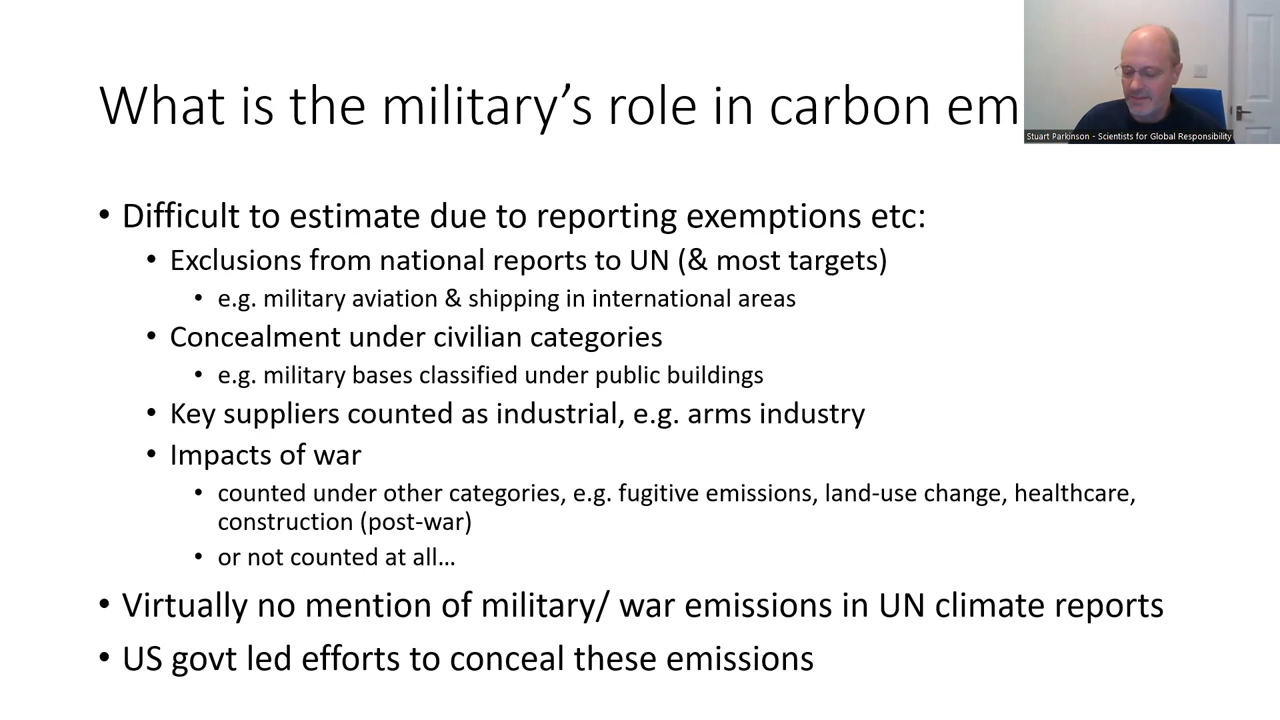 What is the military’s role in carbon em
Stuart Parkinson - Scientists for Global Responsibility
• Difficult to estimate due to reporting exemptions etc:
• Exclusions from national reports to UN (& most targets)
• e.g. military aviation & shipping in international areas
• Concealment under civilian categories
• e.g. military bases classified under public buildings
• Key suppliers counted as industrial, e.g. arms industry
• Impacts of war
• counted under other categories, e.g. fugitive emissions, land-use change, healthcare,
construction (post-war)
• or not counted at all…
• Virtually no mention of military/ war emissions in UN climate reports
• US govt led efforts to conceal these emissions